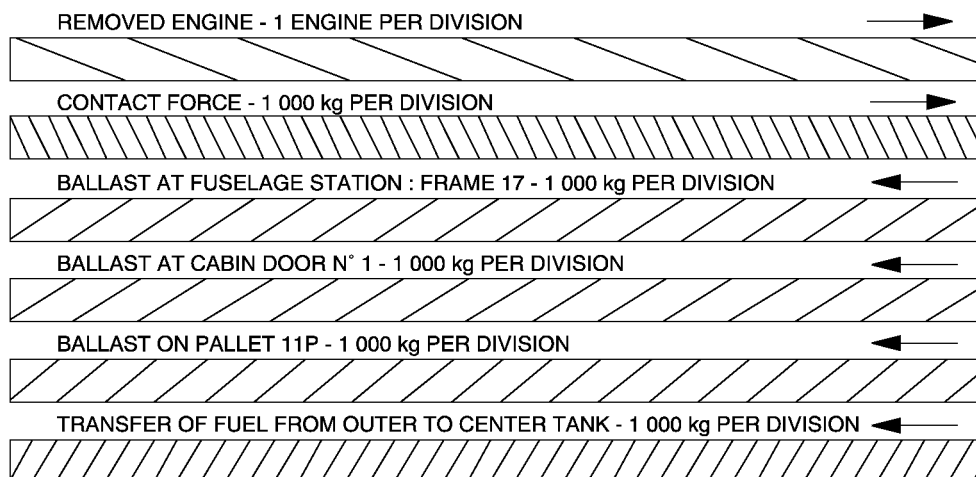 REMOVED ENGINE - 1 ENGINE PER DIVISION
CONTACT FORCE - 1 000 kg PER DIVISION
BALLAST AT FUSELAGE STATION : FRAME 17 - 1 000 kg PER DIVISION
BALLAST AT CABIN DOOR N° 1 - 1 000 kg PER DIVISION
BALLAST ON PALLET 11P - 1 000 kg PER DIVISION
TRANSFER OF FUEL FROM OUTER TO CENTER TANK - 1 000 kg PER DIVISION